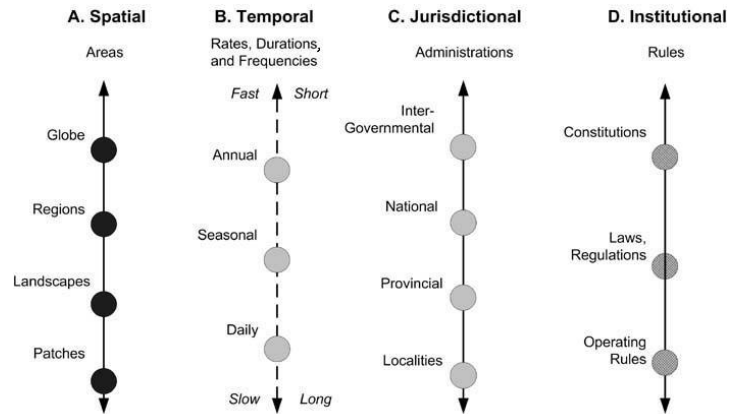 A. Spatial
Areas
Globe
Regions
Landscapes
Patches
B. Temporal
Rates, Durations,
and Frequencies
Fast Short
Annual
Seasonal
Daily
Slow Long
C. Jurisdictional
Administrations
Inter-
Governmental
National
Provincial
Localities
D. Institutional
Rules
Constitutions
Laws,
Regulations
Operating
Rules